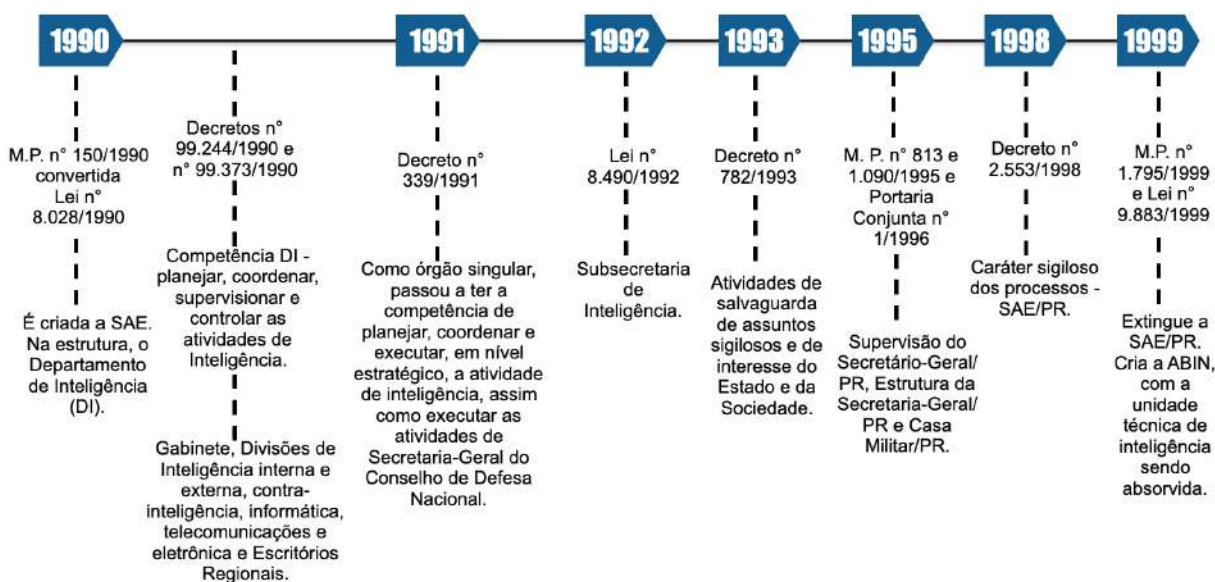 1990
1991
1992
1993
1995
1998
1999
M.P. n° 150/1990
convertida
Lei n°
8.028/1990
É criada a SAE.
Na estrutura, o
Departamento
de Inteligência
(DI).
Decretos n°
99.244/1990 e
n° 99.373/1990
Competência DI -
planejar, coordenar,
supervisionar e
controlar as
atividades de
Inteligência.
Gabinete, Divisões de
Inteligência interna e
externa, contra-
inteligência, informática,
telecomunicações e
eletrônica e Escritórios
Regionais.
Decreto n°
339/1991
Como órgão singular,
passou a ter a
competência de
planejar, coordenar e
executar, em nível
estratégico, a atividade
de inteligência, assim
como executar as
atividades de
Secretaria-Geral do
Conselho de Defesa
Nacional.
Lei n°
8.490/1992
Subsecretaria
de
Inteligência.
Decreto n°
782/1993
Atividades de
salvaguarda
de assuntos
sigilosos e de
interesse do
Estado e da
Sociedade.
M. P. n° 813 e
1.090/1995 e
Portaria
Conjunta n°
1/1996
Supervisão do
Secretário-Geral/
PR, Estrutura da
Secretaria-Geral/
PR e Casa
Militar/PR.
Decreto n°
2.553/1998
Caráter sigiloso
dos processos -
SAE/PR.
M.P. n°
1.795/1999
e Lei n°
9.883/1999
Extingue a
SAE/PR.
Cria a ABIN,
com a
unidade
técnica de
inteligência
sendo
absorvida.